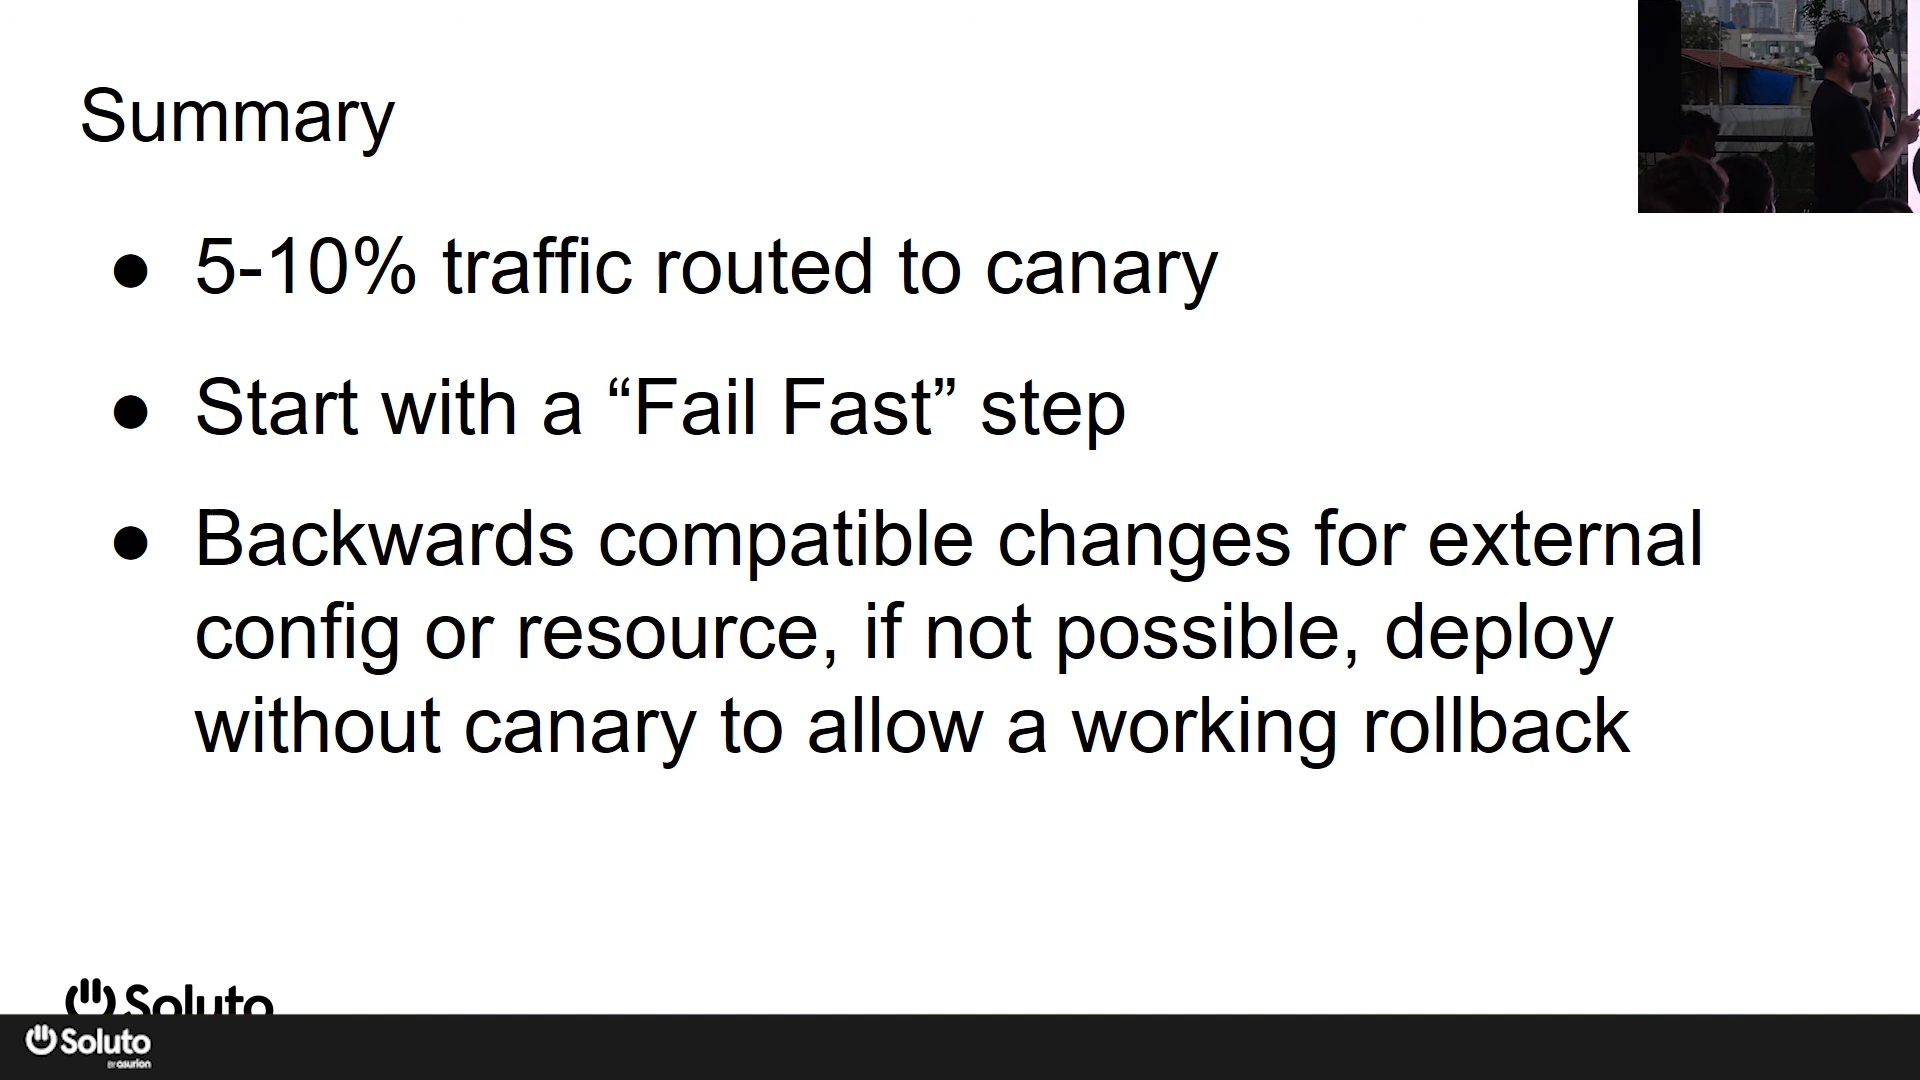 Summary
● 5-10% traffic routed to canary
● Start with a “Fail Fast” step
● Backwards compatible changes for external
config or resource, if not possible, deploy
without canary to allow a working rollback
Soluto
Soluto
BY asurion